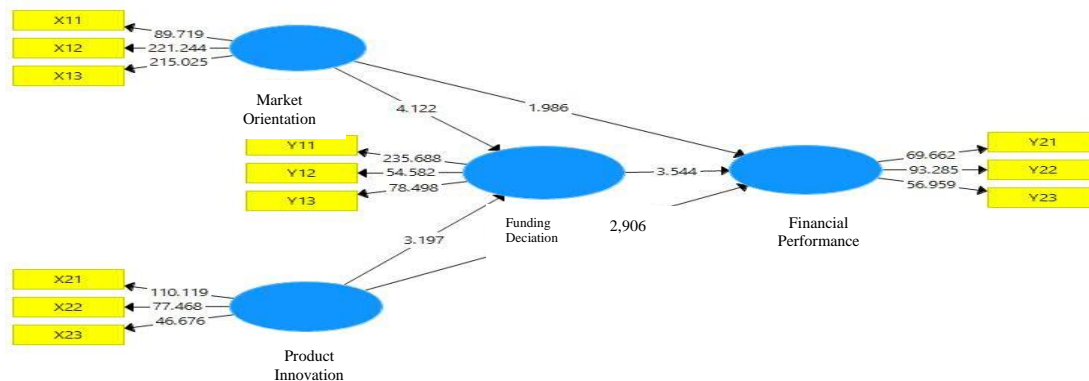 X11
X12
X13
89.719
221.244
215.025
Market
Orientation
4.122
1.986
Y11
Y12
Y13
235.688
54.582
78.498
3.544
69.662
93.285
56.959
Y21
Y22
Y23
Funding
Deciation
2,906
Financial
Performance
3.197
X21
X22
X23
110.119
77.468
46.676
Product
Innovation